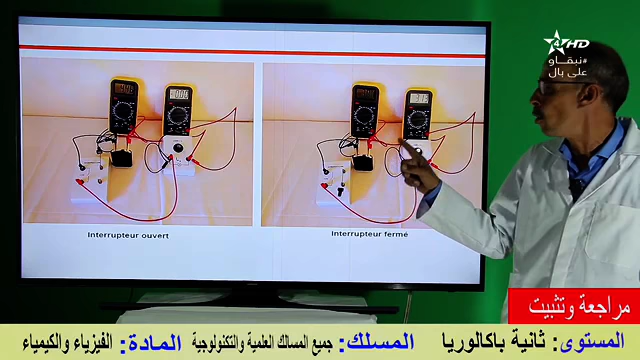 4HD
#نبقاو
على بال
Interrupteur ouvert
Interrupteur fermé
مراجعة وتثبيت
المستوى: ثانية باكالوريا المسلك: جميع المسالك العلمية والتكنولوجية المادة: الفيزياء والكيمياء